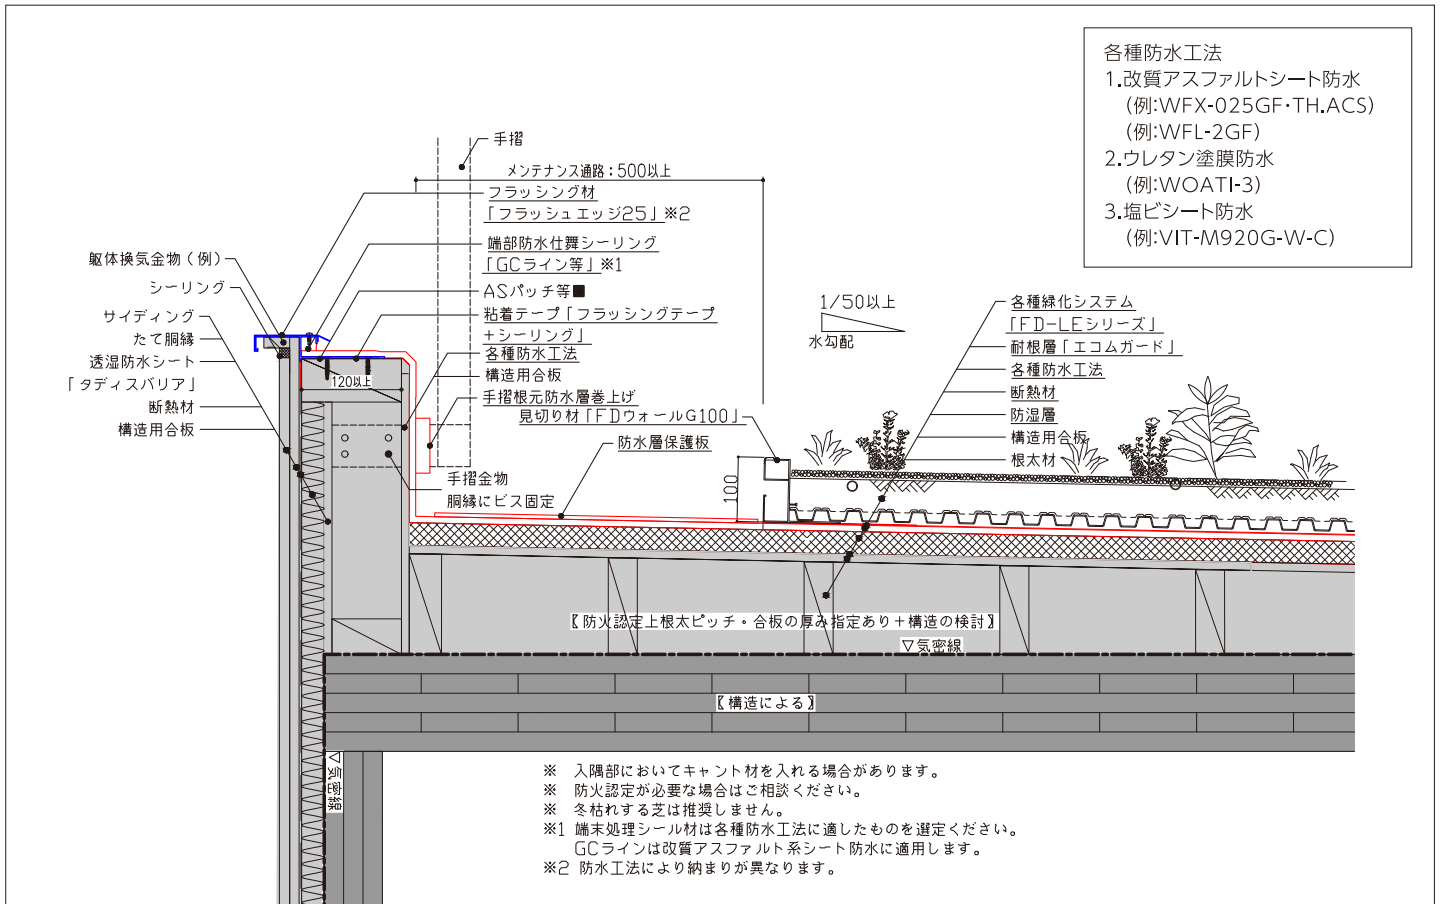 各種防水工法
1.改質アスファルトシート防水
(例:WFX-025GF・TH.ACS)
(例:WFL-2GF)
2.ウレタン塗膜防水
(例:WOATI-3)
3.塩ビシート防水
(例:VIT-M920G-W-C)
手摺
メンテナンス通路：500以上
フラッシング材
「フラッシュエッジ25」※2
端部防水仕舞シーリング
「GCライン等」※1
ASパッチ等■
粘着テープ「フラッシングテープ
＋シーリング」
各種防水工法
構造用合板
手摺根元防水層巻上げ
見切り材「FDウォールG100」
防水層保護板
手摺金物
胴縁にビス固定
躯体換気金物（例）
シーリング
サイディング
たて胴縁
透湿防水シート
「タディスバリア」
断熱材
構造用合板
120以上
1/50以上
水勾配
100
各種緑化システム
「FD-LEシリーズ」
耐根層「エコムガード」
各種防水工法
断熱材
防湿層
構造用合板
根太材
【防火認定上根太ピッチ・合板の厚み指定あり＋構造の検討】
▽気密線
【構造による】
▽気密線
※ 入隅部においてキャント材を入れる場合があります。
※ 防火認定が必要な場合はご相談ください。
※ 冬枯れする芝は推奨しません。
※1 端末処理シール材は各種防水工法に適したものを選定ください。
GCラインは改質アスファルト系シート防水に適用します。
※2 防水工法により納まりが異なります。